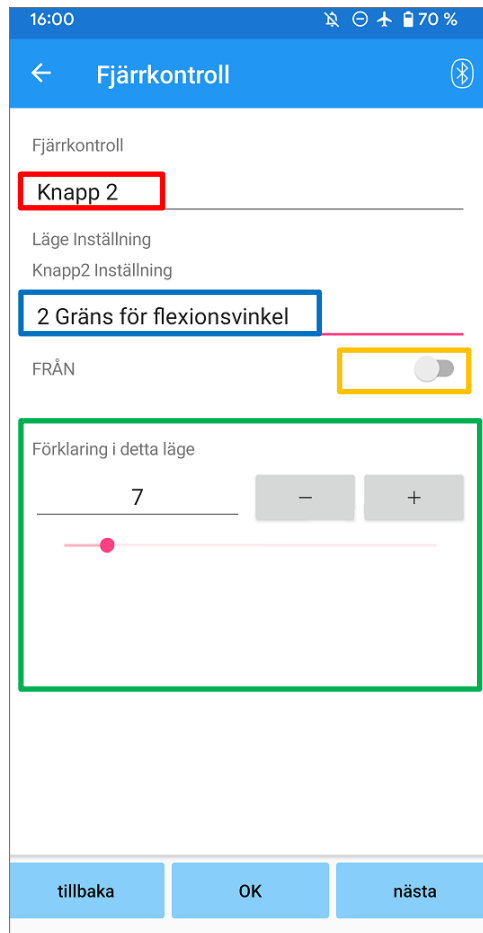 16:00 70 %
Fjärrkontroll
Fjärrkontroll
Knapp 2
Läge Inställning
Knapp2 Inställning
2 Gräns för flexionsvinkel
FRÅN
Förklaring i detta läge
7 − +
tillbaka OK nästa